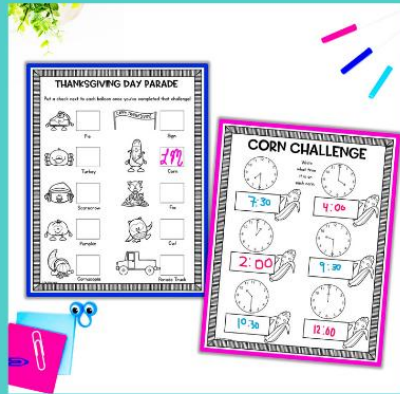 THANKSGIVING DAY PARADE
Put a check next to each balloon once you've completed that challenge!
Pie
Sign
Turkey
Corn
Scarecrow
Fox
Pumpkin
Owl
Cornucopia
Parade Truck
CORN CHALLENGE
Write
what time
it is on
each corn.
7:30
4:00
2:00
9:30
10:30
12:00